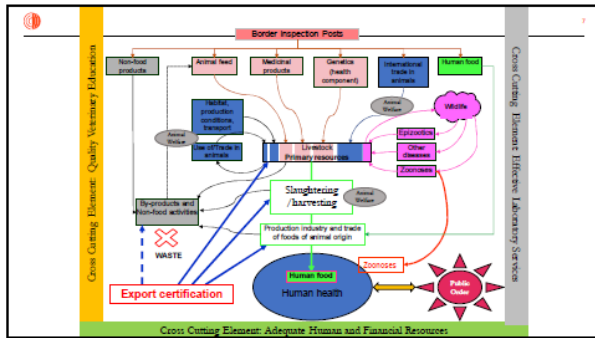 Border Inspection Posts
Non-food
products
Animal feed
Medicinal
products
Genetics
(health
component)
International
trade in
animals
Human food
Animal
Welfare
Habitat,
production
conditions,
transport
Wildlife
Animal
Welfare
Use of/Trade in
animals
Livestock
Primary resources
Epizootics
Other
diseases
Zoonoses
Slaughtering
/harvesting
Animal
Welfare
By-products and
Non-food activities
Production industry and trade
of foods of animal origin
WASTE
Zoonoses
Human food
Human health
Public
Order
Export certification
Cross Cutting Element: Quality Veterinary Education
Cross Cutting Element: Effective Laboratory Services
Cross Cutting Element: Adequate Human and Financial Resources